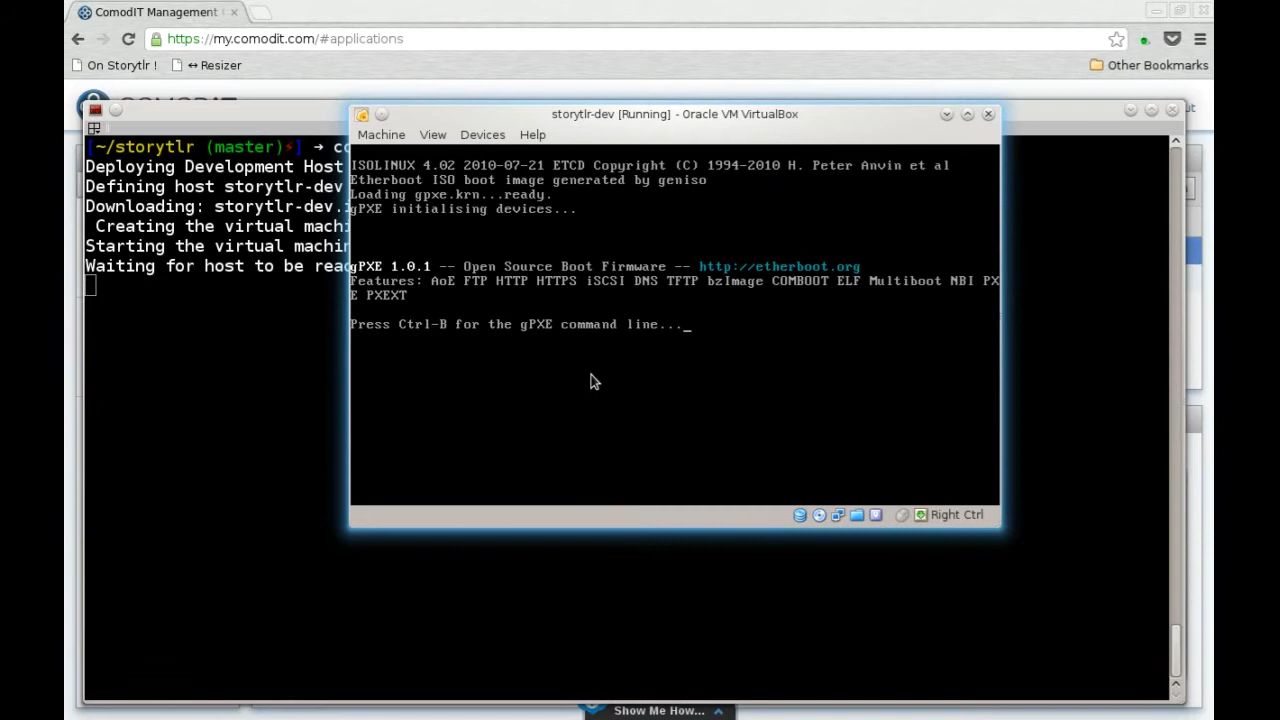 ComodIT Management
https://my.comodit.com/#applications
On Storytlr !
↔ Resizer
Other Bookmarks
storytlr-dev [Running] - Oracle VM VirtualBox
Machine View Devices Help
[~/storytlr (master)⚡] ➜
Deploying Development Host
Defining host storytlr-dev
Downloading: storytlr-dev.
Creating the virtual
Starting the virtual
Waiting for host to be
ISOLINUX 4.02 2010-07-21 ETCD Copyright (C) 1994-2010 H. Peter Anvin et al
Etherboot ISO boot image generated by geniso
Loading gpxe.krn...ready.
gPXE initialising devices...
gPXE 1.0.1 -- Open Source Boot Firmware -- http://etherboot.org
Features: AoE FTP HTTP HTTPS iSCSI DNS TFTP bzImage COMBOOT ELF Multiboot NBI PX
E PXEXT
Press Ctrl-B for the gPXE command line..._
Right Ctrl
Show Me How...